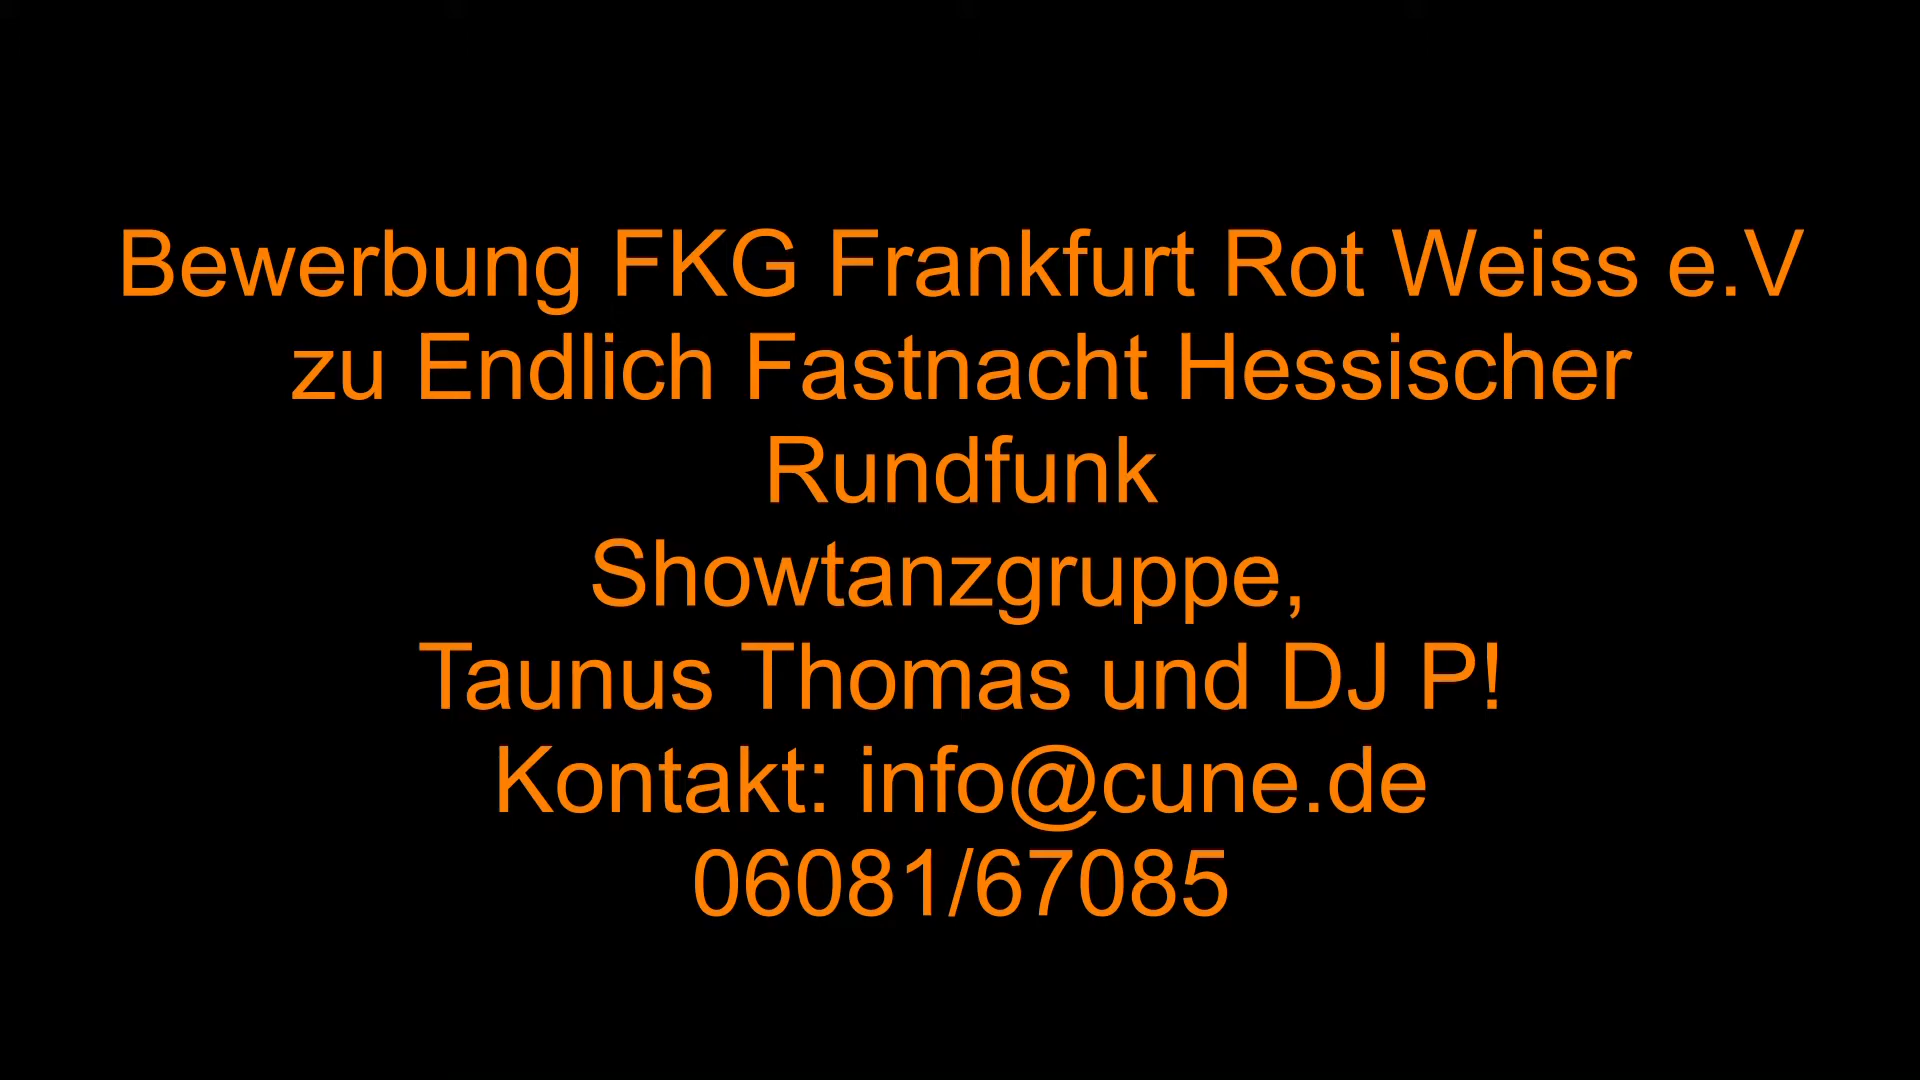 Bewerbung FKG Frankfurt Rot Weiss e.V
zu Endlich Fastnacht Hessischer
Rundfunk
Showtanzgruppe,
Taunus Thomas und DJ P!
Kontakt: info@cune.de
06081/67085